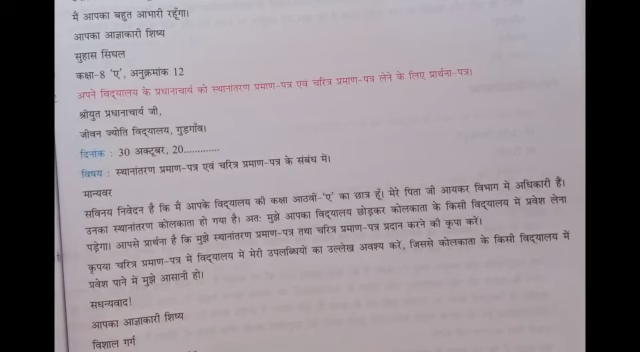 मैं आपका बहुत आभारी रहूँगा।
आपका आज्ञाकारी शिष्य
सुहास सिंघल
कक्षा-8 'ए', अनुक्रमांक 12
अपने विद्यालय के प्रधानाचार्य को स्थानांतरण प्रमाण-पत्र एवं चरित्र प्रमाण-पत्र लेने के लिए प्रार्थना-पत्र।
श्रीयुत प्रधानाचार्य जी,
जीवन ज्योति विद्यालय, गुड़गाँव।
दिनांक : 30 अक्टूबर, 20.............
विषय : स्थानांतरण प्रमाण-पत्र एवं चरित्र प्रमाण-पत्र के संबंध में।
मान्यवर
सविनय निवेदन है कि मैं आपके विद्यालय की कक्षा आठवीं-'ए' का छात्र हूँ। मेरे पिता जी आयकर विभाग में अधिकारी हैं।
उनका स्थानांतरण कोलकाता हो गया है। अतः मुझे आपका विद्यालय छोड़कर कोलकाता के किसी विद्यालय में प्रवेश लेना
पड़ेगा। आपसे प्रार्थना है कि मुझे स्थानांतरण प्रमाण-पत्र तथा चरित्र प्रमाण-पत्र प्रदान करने की कृपा करें।
कृपया चरित्र प्रमाण-पत्र में विद्यालय में मेरी उपलब्धियों का उल्लेख अवश्य करें, जिससे कोलकाता के किसी विद्यालय में
प्रवेश पाने में मुझे आसानी हो।
सधन्यवाद!
आपका आज्ञाकारी शिष्य
विशाल गर्ग